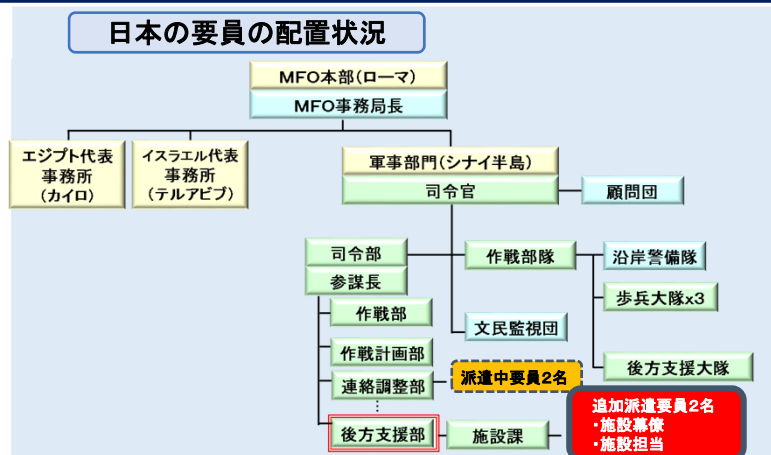 日本の要員の配置状況
MFO本部(ローマ)
MFO事務局長
エジプト代表
事務所
(カイロ)
イスラエル代表
事務所
(テルアビブ)
軍事部門(シナイ半島)
司令官
顧問団
司令部
参謀長
作戦部隊
沿岸警備隊
歩兵大隊x3
後方支援大隊
文民監視団
作戦部
作戦計画部
連絡調整部
派遣中要員2名
後方支援部
施設課
追加派遣要員2名
・施設幕僚
・施設担当